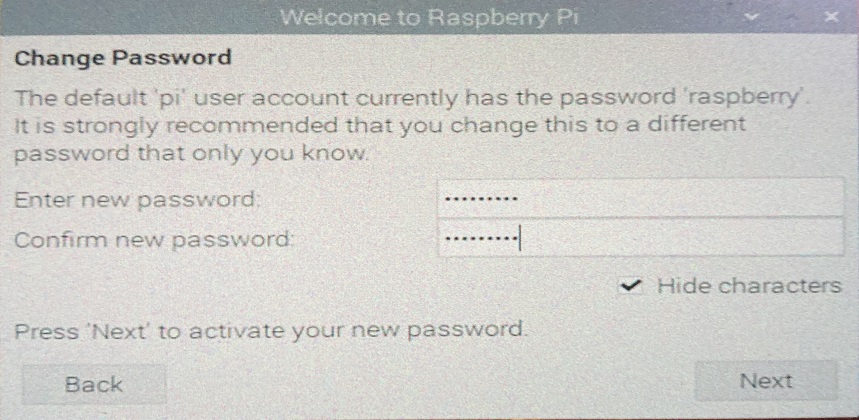 Welcome to Raspberry Pi
Change Password
The default 'pi' user account currently has the password 'raspberry'.
It is strongly recommended that you change this to a different
password that only you know.
Enter new password: •••••••••
Confirm new password: •••••••••
Hide characters
Press 'Next' to activate your new password.
Back Next